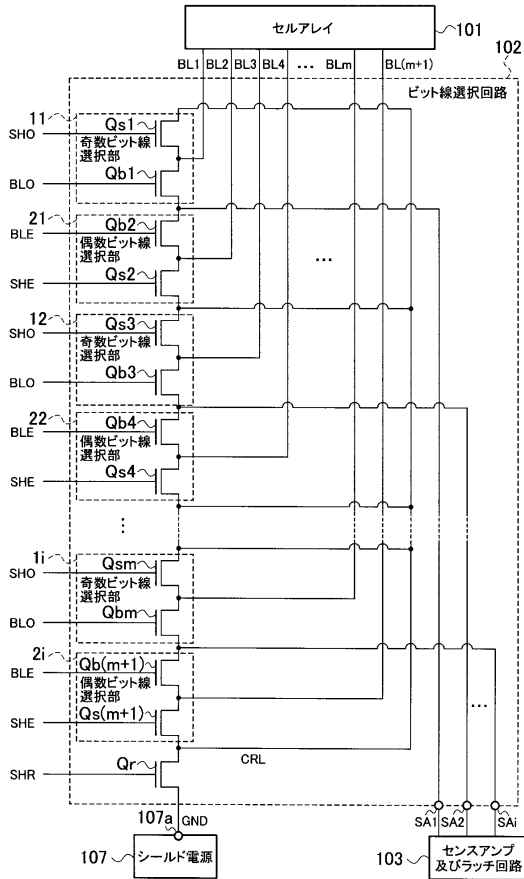 セルアレイ
101
102
BL1
BL2
BL3
BL4
...
BLm
BL(m+1)
ビット線選択回路
11
Qs1
SHO
奇数ビット線
選択部
Qb1
BLO
21
Qb2
BLE
偶数ビット線
選択部
...
Qs2
SHE
12
Qs3
SHO
奇数ビット線
選択部
Qb3
BLO
22
Qb4
BLE
偶数ビット線
選択部
Qs4
SHE
...
1i
Qsm
SHO
奇数ビット線
選択部
Qbm
BLO
2i
Qb(m+1)
BLE
偶数ビット線
選択部
...
Qs(m+1)
SHE
CRL
Qr
SHR
107a
GND
SA1
SA2
SAi
107
シールド電源
103
センスアンプ
及びラッチ回路